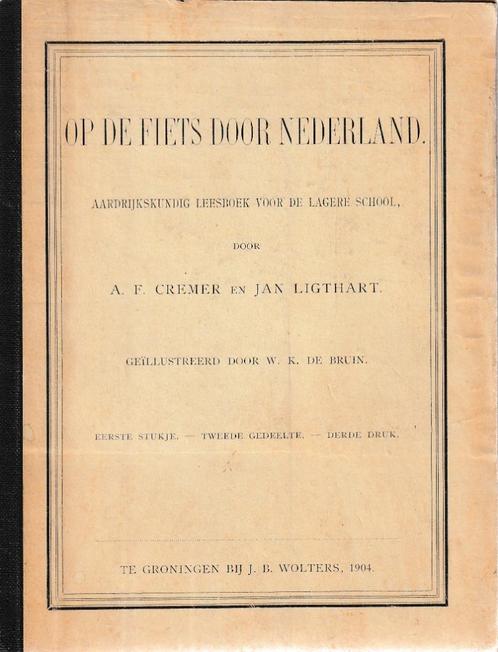 OP DE FIETS DOOR NEDERLAND.
AARDRIJKSKUNDIG LEESBOEK VOOR DE LAGERE SCHOOL,
DOOR
A. F. CREMER EN JAN LIGTHART.
GEÏLLUSTREERD DOOR W. K. DE BRUIN.
EERSTE STUKJE. — TWEEDE GEDEELTE. — DERDE DRUK.
TE GRONINGEN BIJ J. B. WOLTERS, 1904.